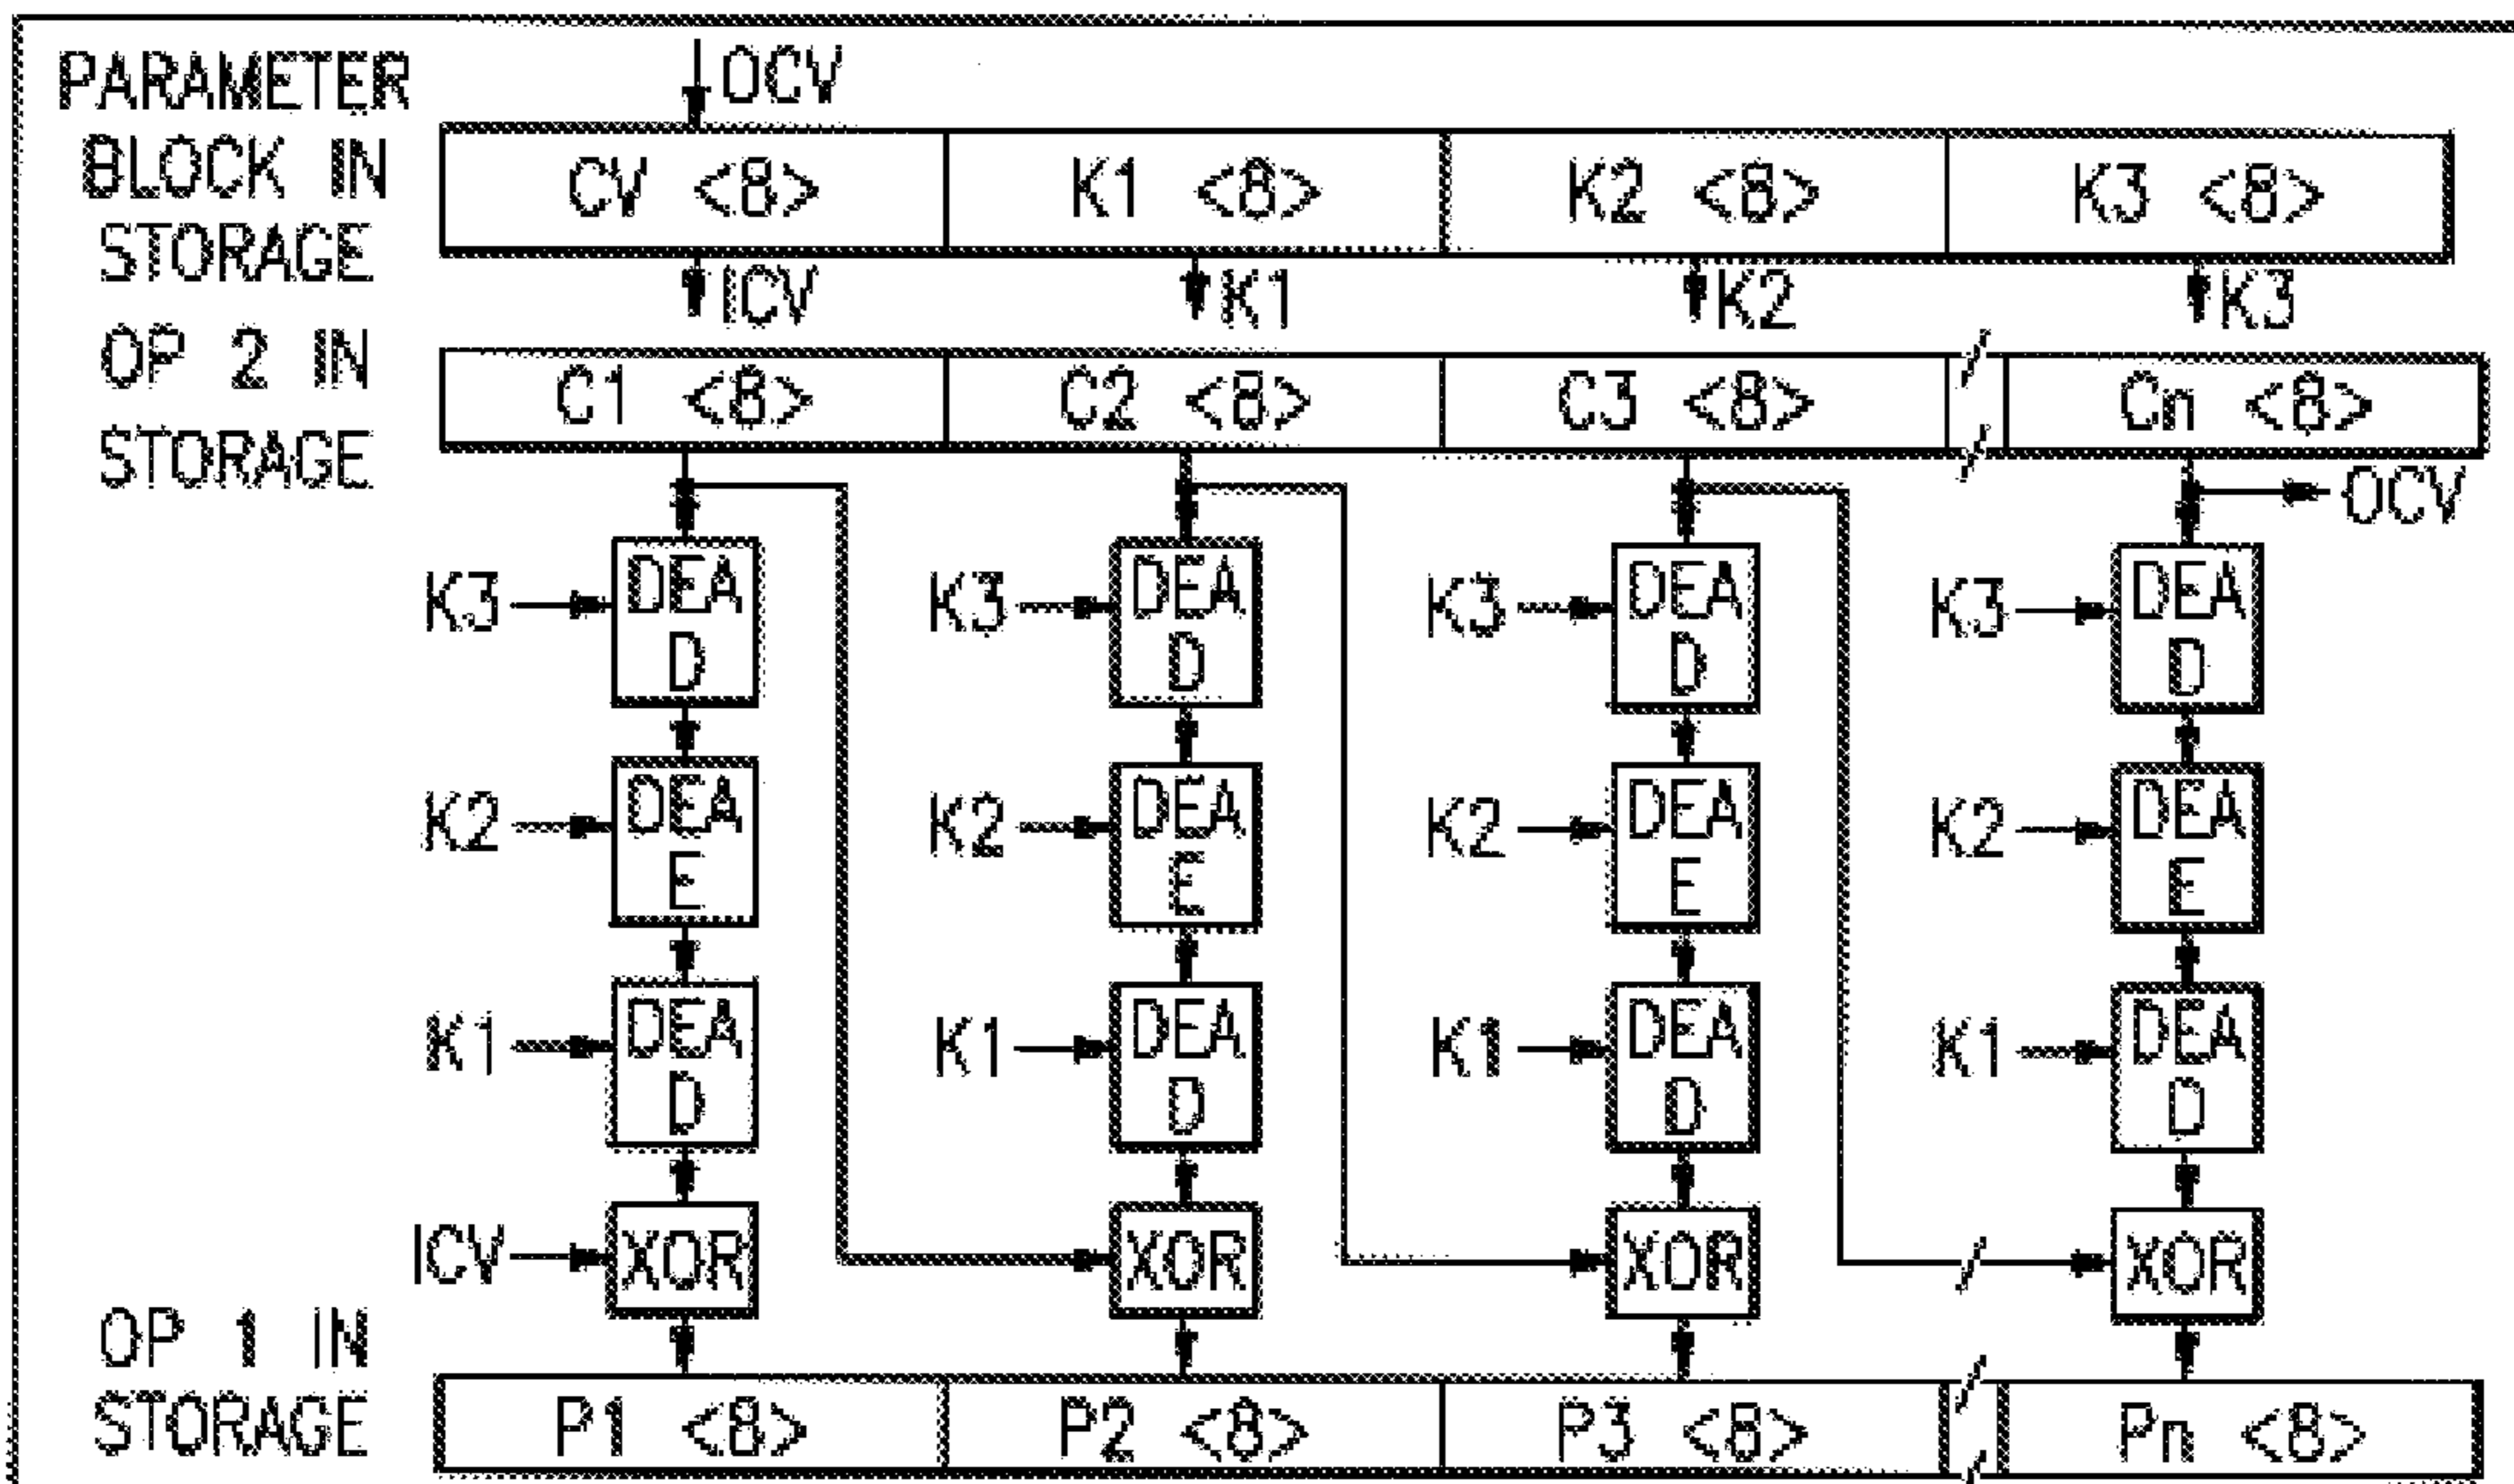 PARAMETER
BLOCK IN
STORAGE
OCV
CV <8> K1 <8> K2 <8> K3 <8>
ICV K1 K2 K3
OP 2 IN
STORAGE
C1 <8> C2 <8> C3 <8> Cn <8>
OCV
K3 DEA K3 DEA K3 DEA K3 DEA
D D D D
K2 DEA K2 DEA K2 DEA K2 DEA
E E E E
K1 DEA K1 DEA K1 DEA K1 DEA
D D D D
ICV XOR XOR XOR XOR
OP 1 IN
STORAGE
P1 <8> P2 <8> P3 <8> Pn <8>